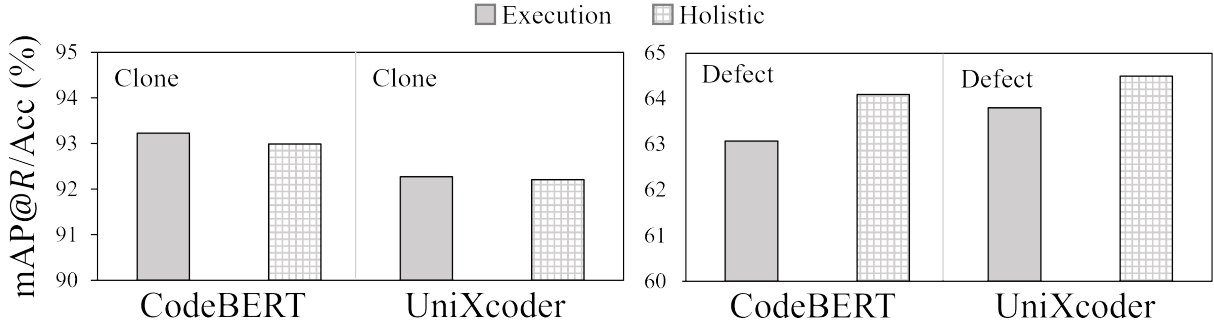 Execution Holistic
mAP@R/Acc (%)
95
94
93
92
91
90
Clone
Clone
CodeBERT
UniXcoder
65
64
63
62
61
60
Defect
Defect
CodeBERT
UniXcoder